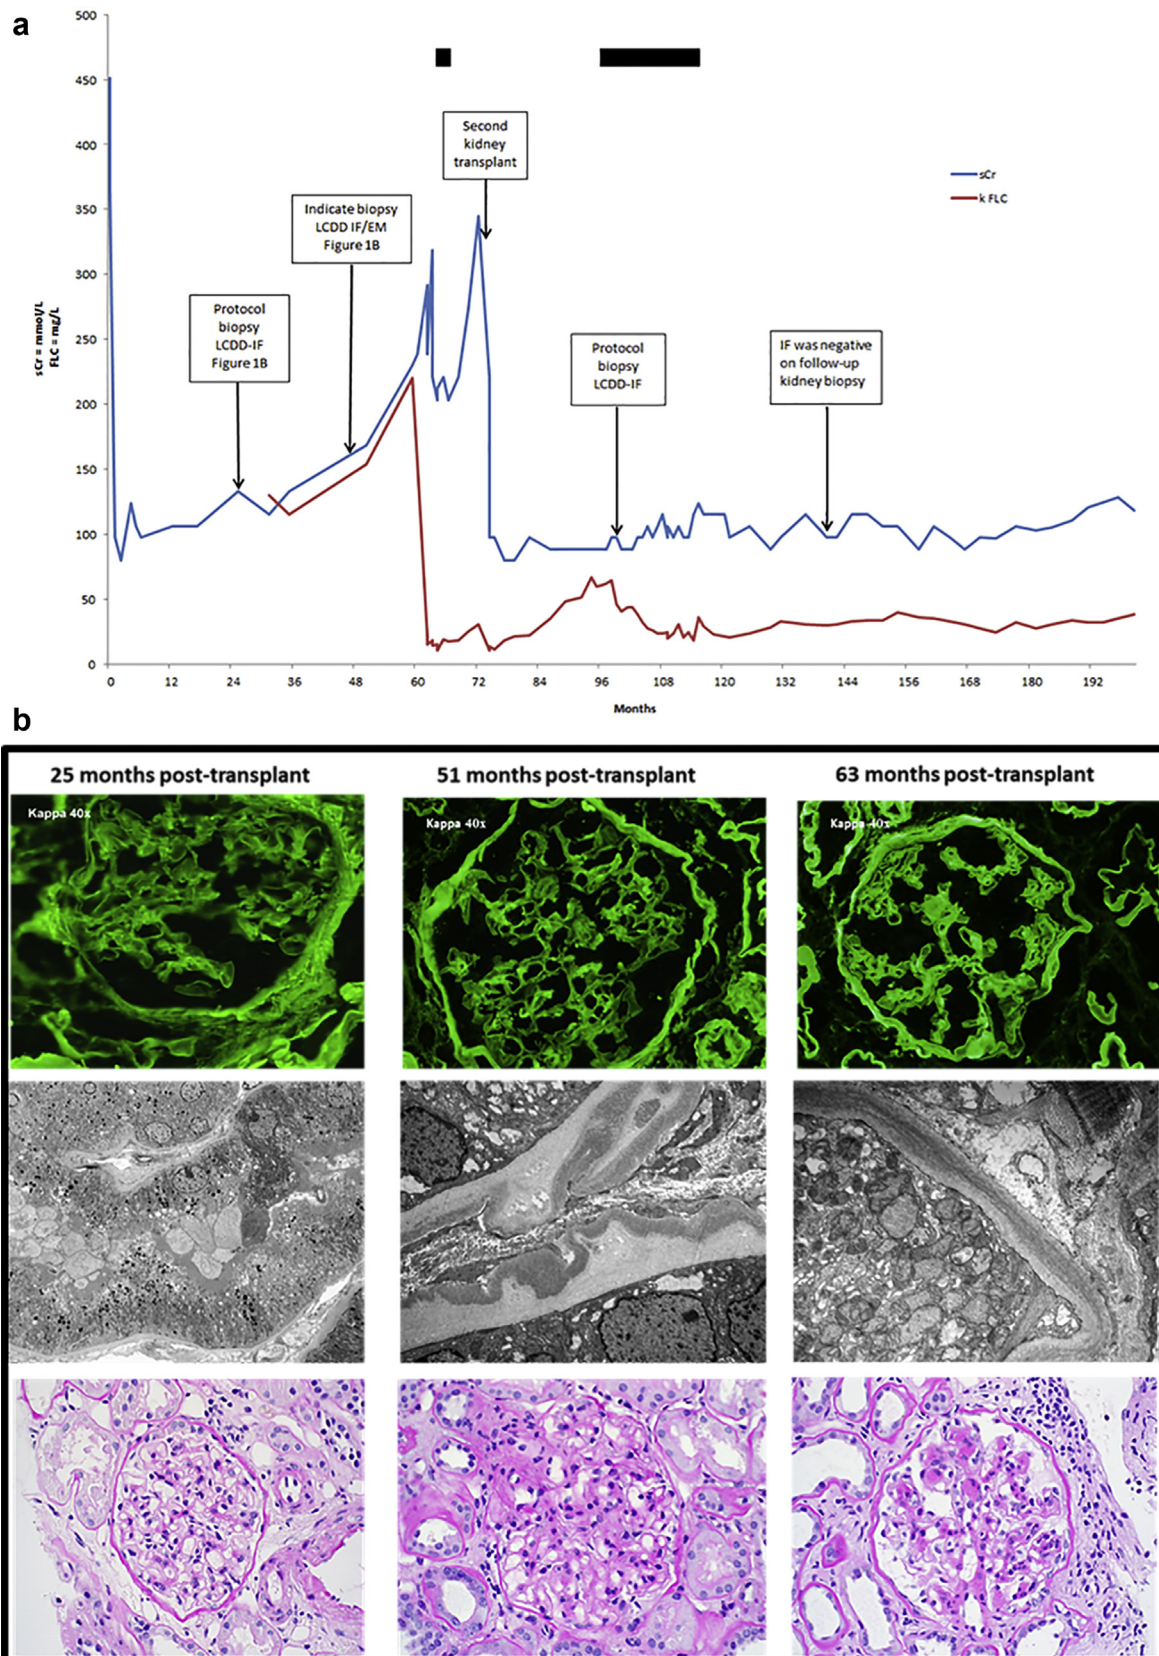 a
500
450
400
350
300
250
200
150
100
50
0
sCr = mmol/L
FLC = mg/L
Second
kidney
transplant
Indicate biopsy
LCDD IF/EM
Figure 1B
Protocol
biopsy
LCDD-IF
Figure 1B
Protocol
biopsy
LCDD-IF
IF was negative
on follow-up
kidney biopsy
sCr
k FLC
0 12 24 36 48 60 72 84 96 108 120 132 144 156 168 180 192
Months
b
25 months post-transplant 51 months post-transplant 63 months post-transplant
Kappa 40x Kappa 40x Kappa 40x